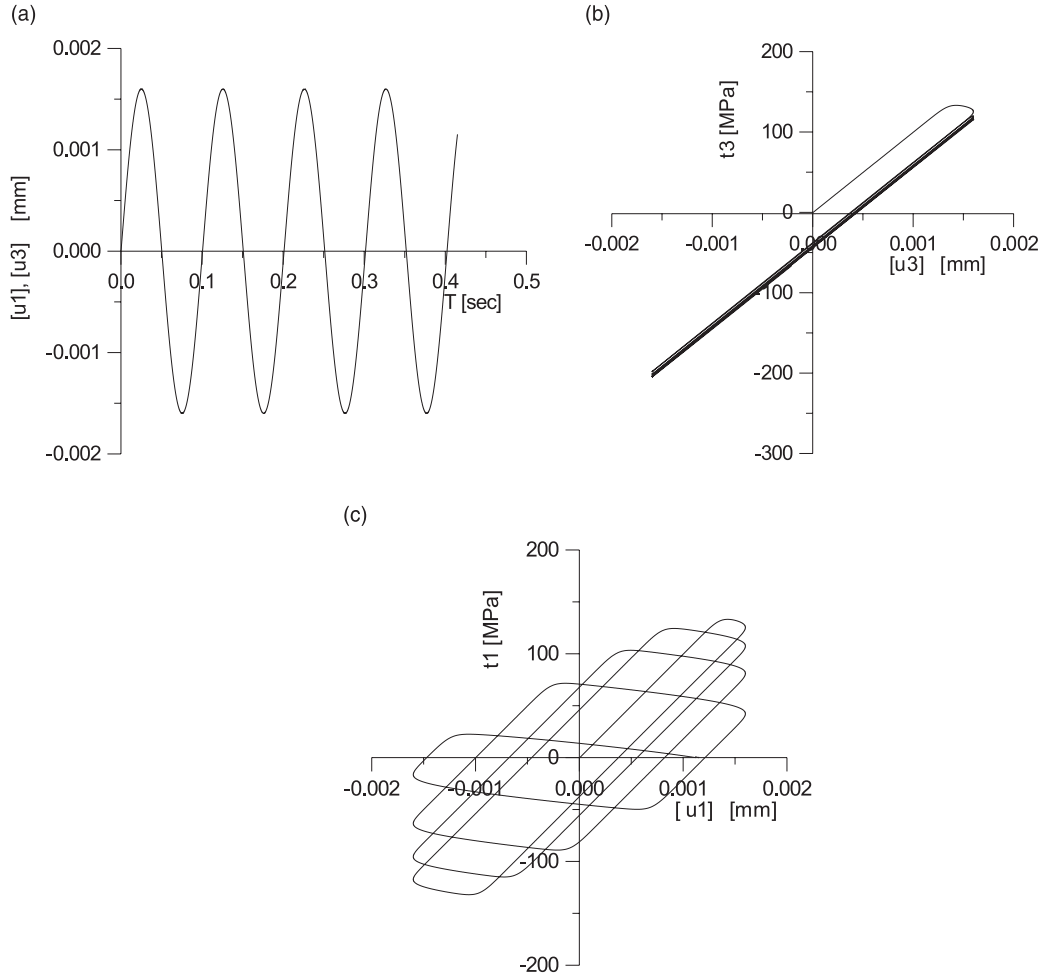 (a)
0.002
0.001
0.000
-0.001
-0.002
[u1], [u3] [mm]
0.0 0.1 0.2 0.3 0.4 0.5
T [sec]
(b)
200
100
0
-100
-200
-300
t3 [MPa]
-0.002 -0.001 0.000 0.001 0.002
[u3] [mm]
(c)
200
100
0
-100
-200
t1 [MPa]
-0.002 -0.001 0.000 0.001 0.002
[ u1] [mm]